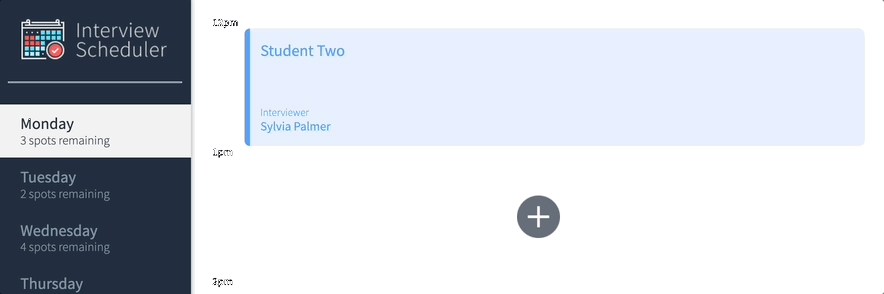 Interview
Scheduler
Monday
3 spots remaining
Tuesday
2 spots remaining
Wednesday
4 spots remaining
Thursday
12pm
Student Two
Interviewer
Sylvia Palmer
1pm
2pm